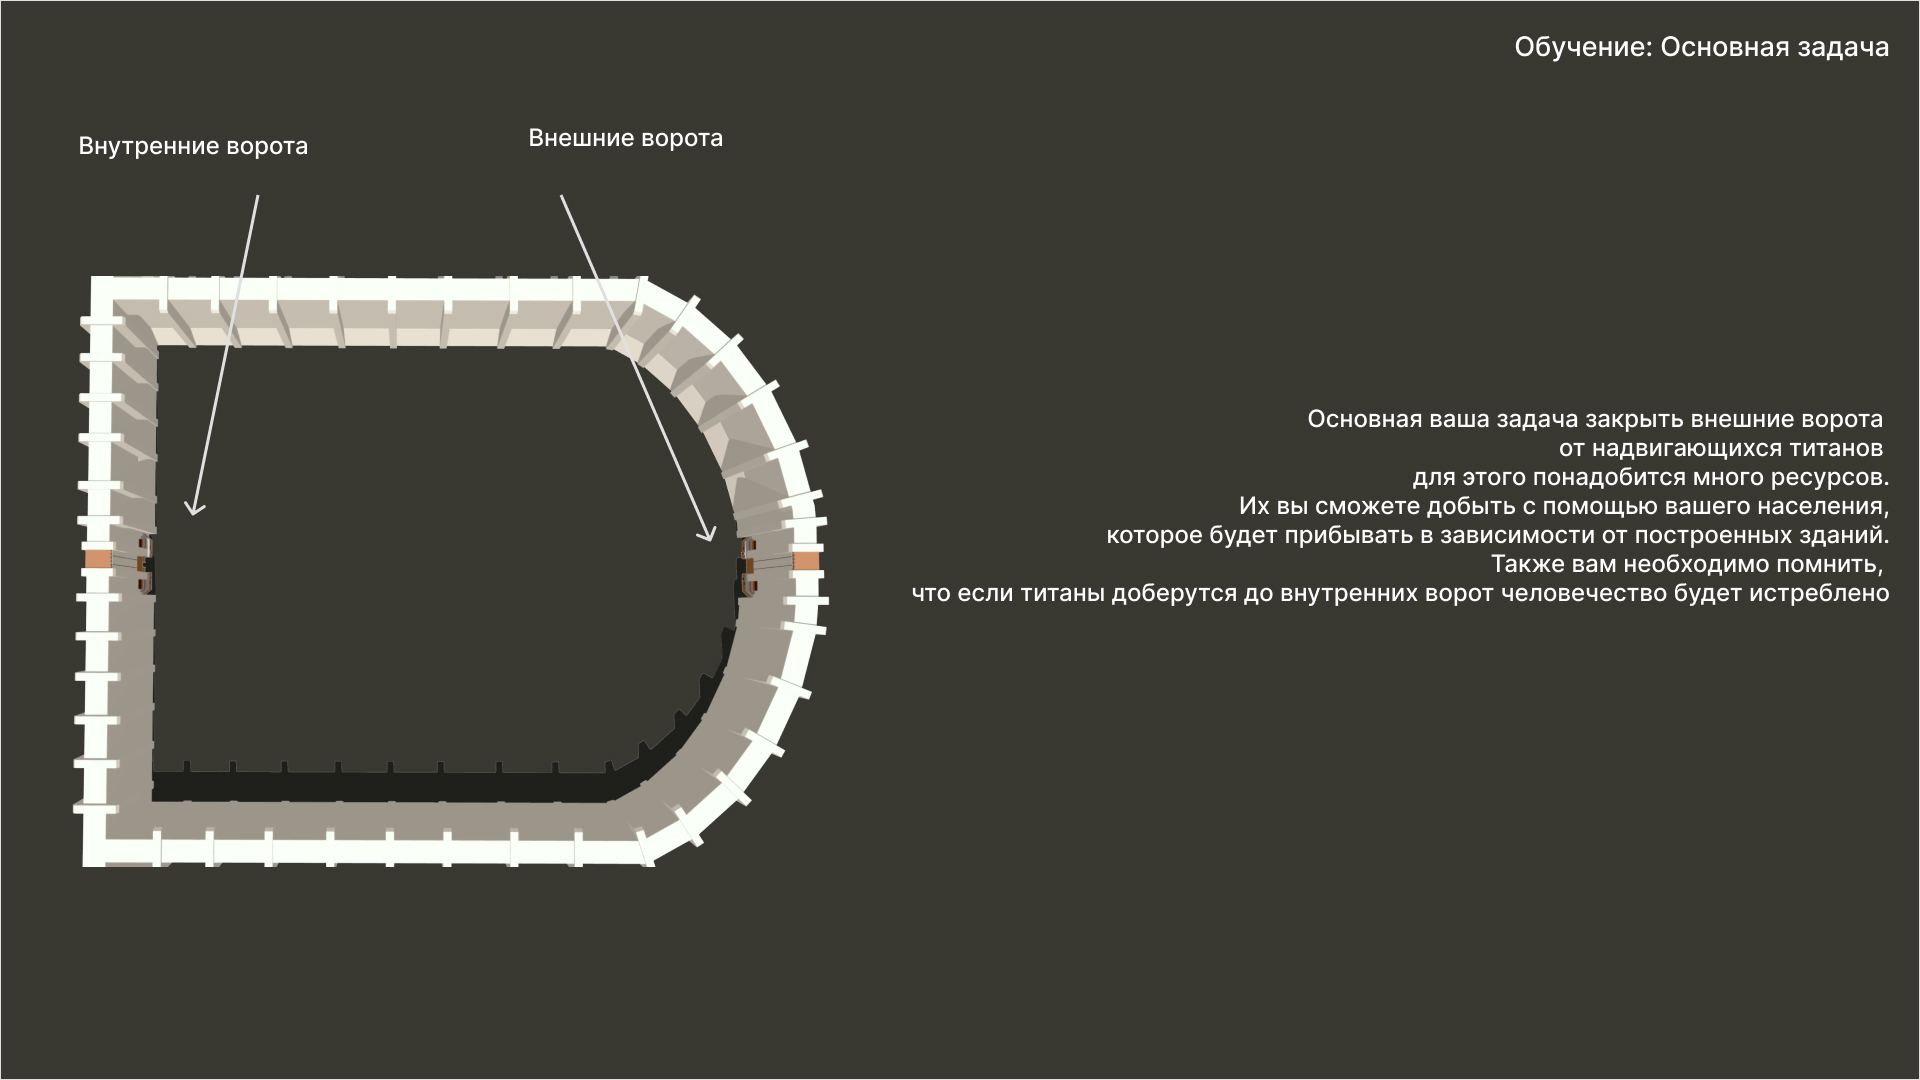 Обучение: Основная задача
Внутренние ворота
Внешние ворота
Основная ваша задача закрыть внешние ворота
от надвигающихся титанов
для этого понадобится много ресурсов.
Их вы сможете добыть с помощью вашего населения,
которое будет прибывать в зависимости от построенных зданий.
Также вам необходимо помнить,
что если титаны доберутся до внутренних ворот человечество будет истреблено